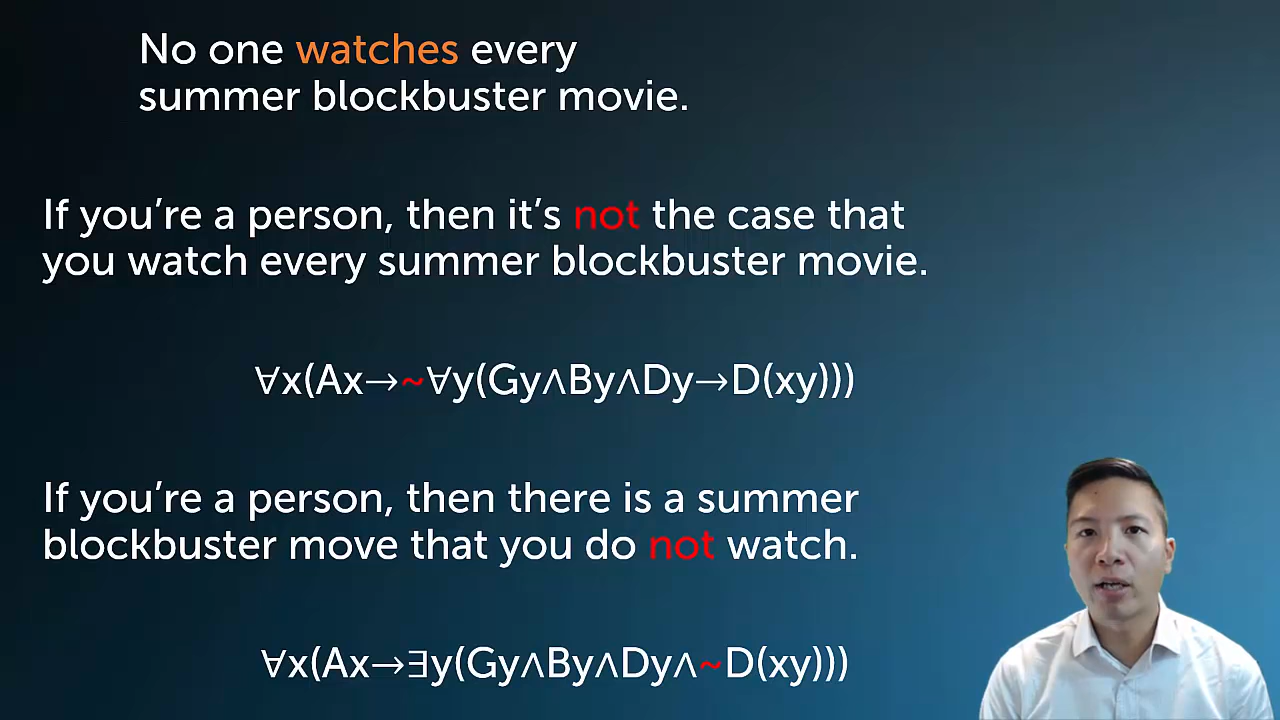 No one watches every
summer blockbuster movie.
If you’re a person, then it’s not the case that
you watch every summer blockbuster movie.
∀x(Ax→~∀y(Gy∧By∧Dy→D(xy)))
If you’re a person, then there is a summer
blockbuster move that you do not watch.
∀x(Ax→∃y(Gy∧By∧Dy∧~D(xy)))